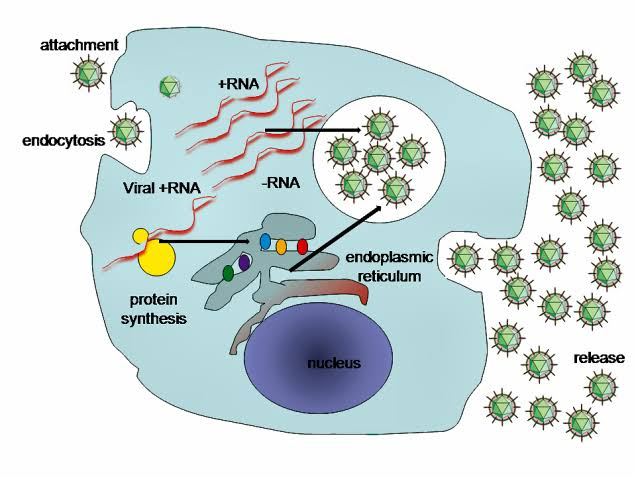 attachment
+RNA
endocytosis
Viral +RNA
-RNA
endoplasmic
reticulum
protein
synthesis
nucleus
release